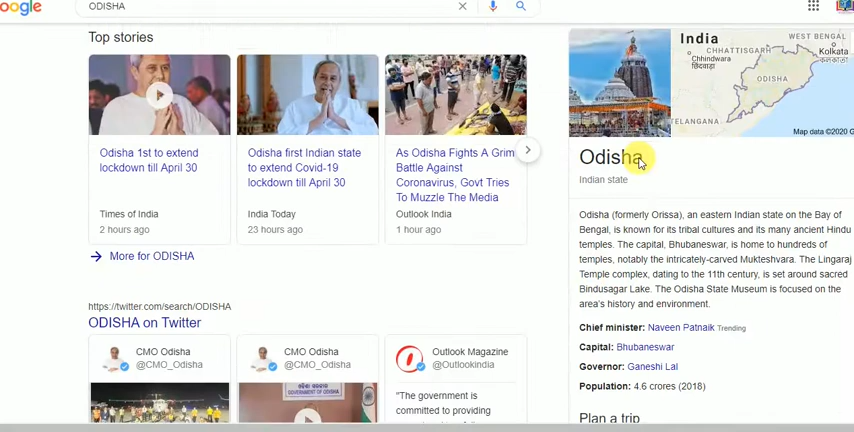 oogle
ODISHA
Top stories
Odisha 1st to extend
lockdown till April 30
Times of India
2 hours ago
Odisha first Indian state
to extend Covid-19
lockdown till April 30
India Today
23 hours ago
As Odisha Fights A Grim
Battle Against
Coronavirus, Govt Tries
To Muzzle The Media
Outlook India
1 hour ago
More for ODISHA
https://twitter.com/search/ODISHA
ODISHA on Twitter
CMO Odisha
@CMO_Odisha
CMO Odisha
@CMO_Odisha
Outlook Magazine
@Outlookindia
"The government is
committed to providing
India
WEST BENGAL
CHHATTISGARH
Kolkata
কলকাতা
Chhindwara
छिंदवाड़ा
ODISHA
TELANGANA
Map data ©2020 G
Odisha
Indian state
Odisha (formerly Orissa), an eastern Indian state on the Bay of
Bengal, is known for its tribal cultures and its many ancient Hindu
temples. The capital, Bhubaneswar, is home to hundreds of
temples, notably the intricately-carved Mukteshvara. The Lingaraj
Temple complex, dating to the 11th century, is set around sacred
Bindusagar Lake. The Odisha State Museum is focused on the
area's history and environment.
Chief minister: Naveen Patnaik Trending
Capital: Bhubaneswar
Governor: Ganeshi Lal
Population: 4.6 crores (2018)
Plan a trip